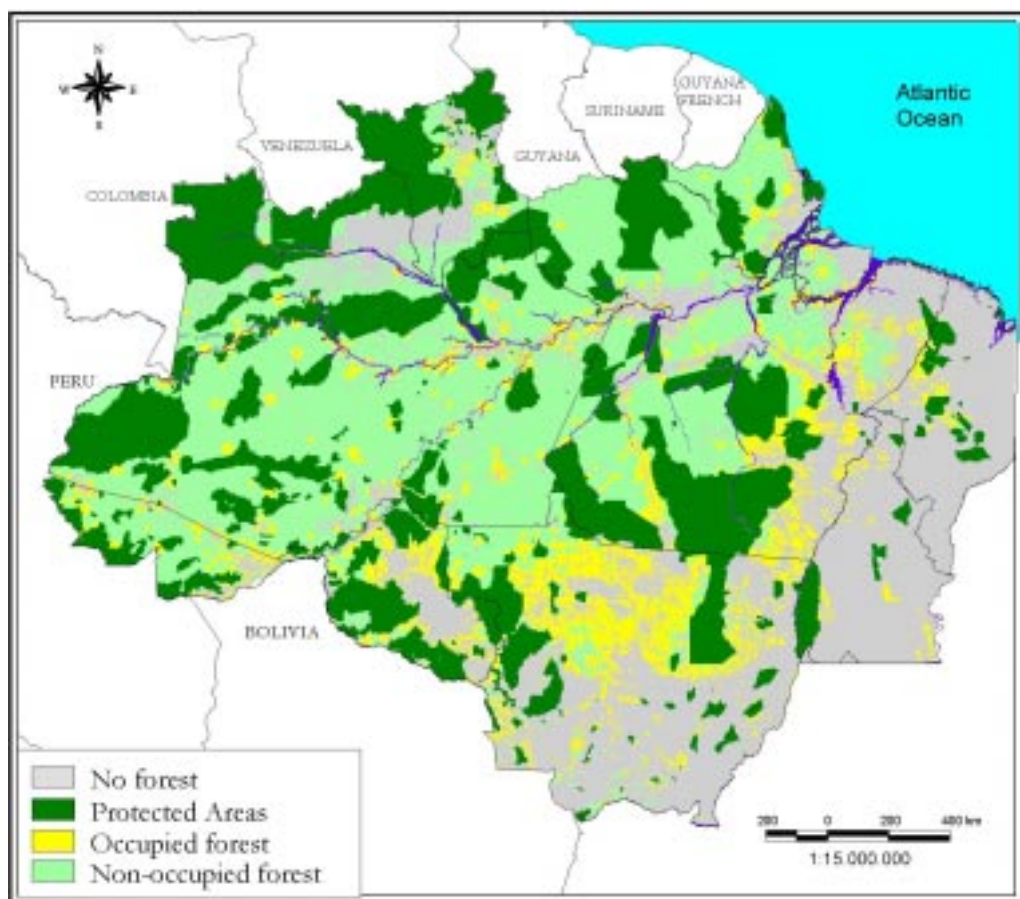 N
W E
S
Atlantic
Ocean
GUYANA
FRENCH
SURINAME
GUYANA
VENEZUELA
COLOMBIA
PERU
BOLIVIA
No forest
Protected Areas
Occupied forest
Non-occupied forest
200 0 200 400 km
1:15.000.000